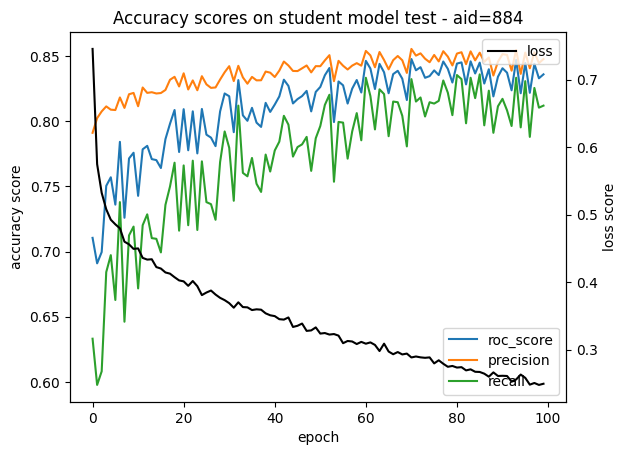 Accuracy scores on student model test - aid=884
0.85
0.80
0.75
0.70
0.65
0.60
accuracy score
0.7
0.6
0.5
0.4
0.3
loss score
loss
roc_score
precision
recall
0 20 40 60 80 100
epoch